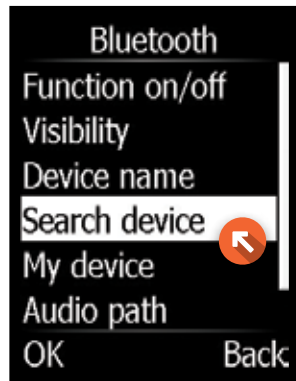 Bluetooth
Function on/off
Visibility
Device name
Search device
My device
Audio path
OK Back